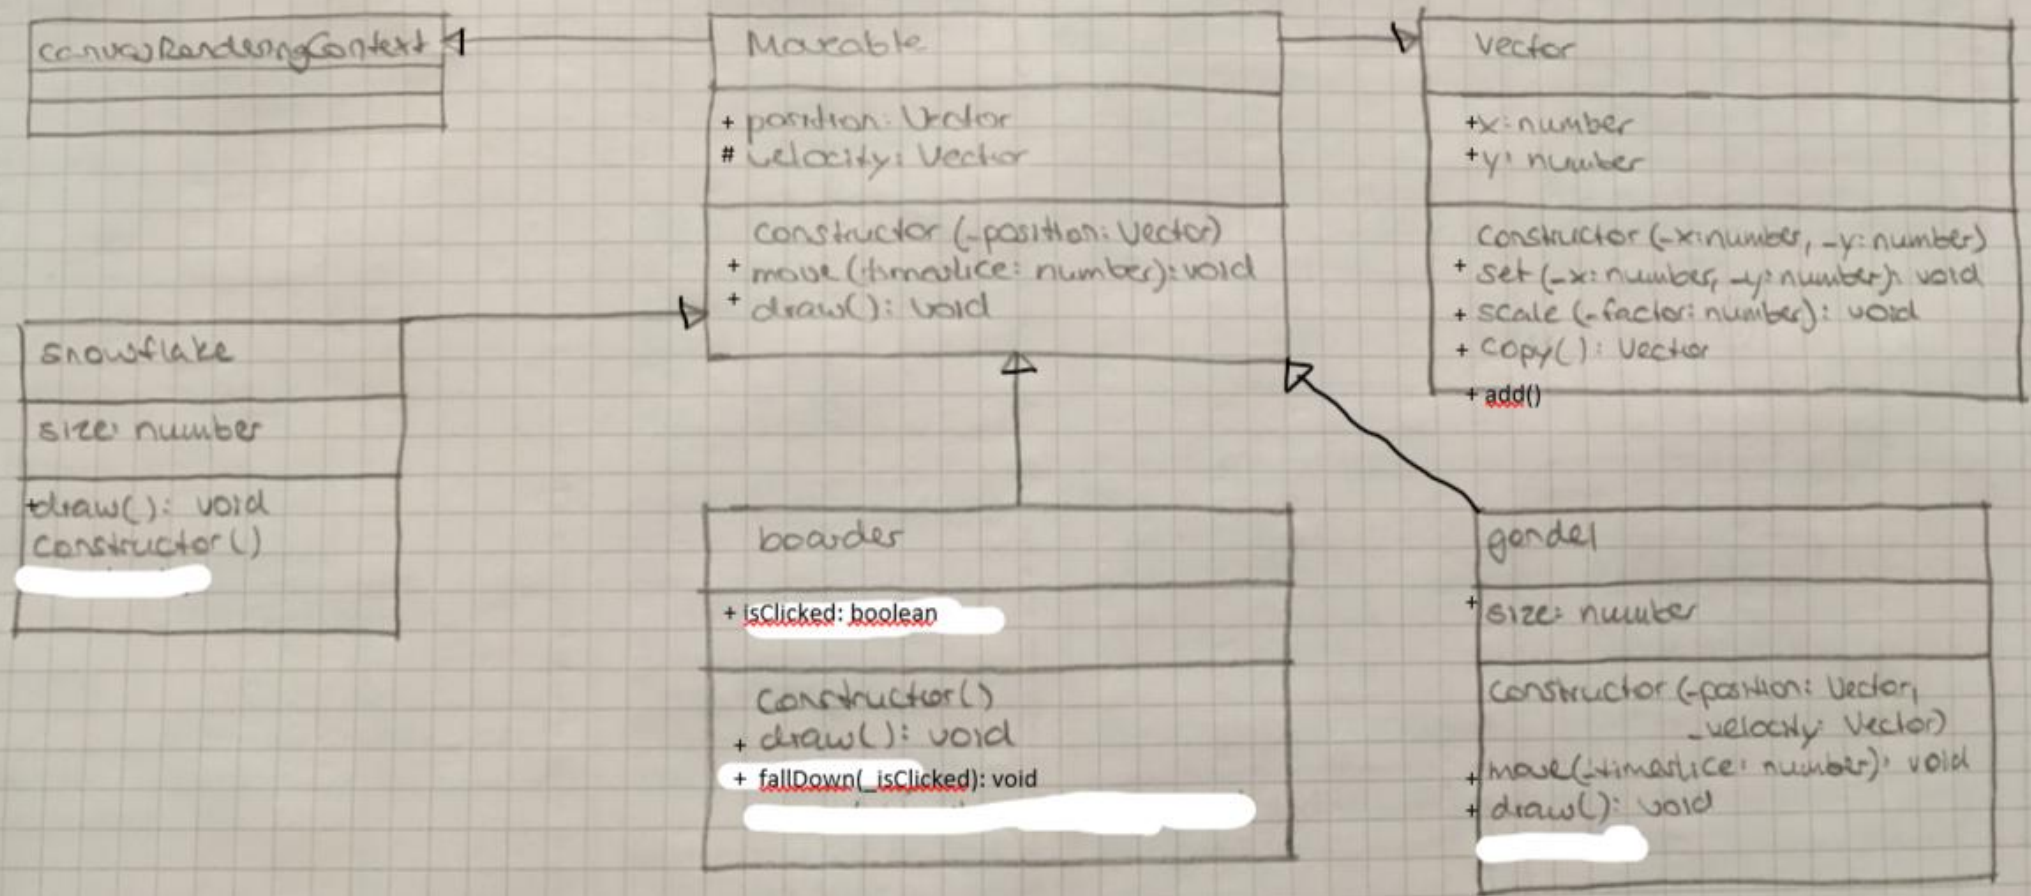 canvasRenderingContext
Moveable
+ position: Vector
# velocity: Vector
constructor (_position: Vector)
+ move (_timeslice: number): void
+ draw(): void
Vector
+x: number
+y: number
constructor (_x: number, _y: number)
+ set (_x: number, _y: number): void
+ scale (_factor: number): void
+ copy(): Vector
+ add()
snowflake
size: number
+draw(): void
constructor()
boarder
+ isClicked: boolean
constructor()
+ draw(): void
+ fallDown(_isClicked): void
gondel
+ size: number
constructor (_position: Vector,
_velocity: Vector)
+ move(_timeslice: number): void
+ draw(): void